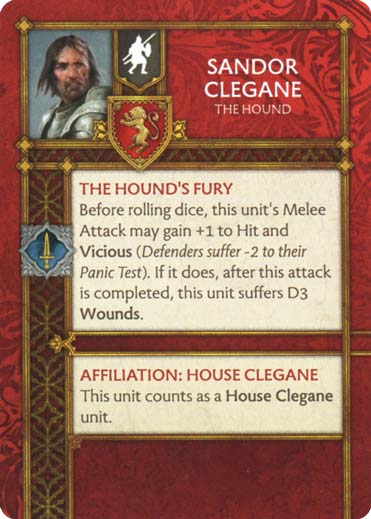 SANDOR
CLEGANE
THE HOUND
THE HOUND'S FURY
Before rolling dice, this unit's Melee
Attack may gain +1 to Hit and
Vicious (Defenders suffer -2 to their
Panic Test). If it does, after this attack
is completed, this unit suffers D3
Wounds.
AFFILIATION: HOUSE CLEGANE
This unit counts as a House Clegane
unit.